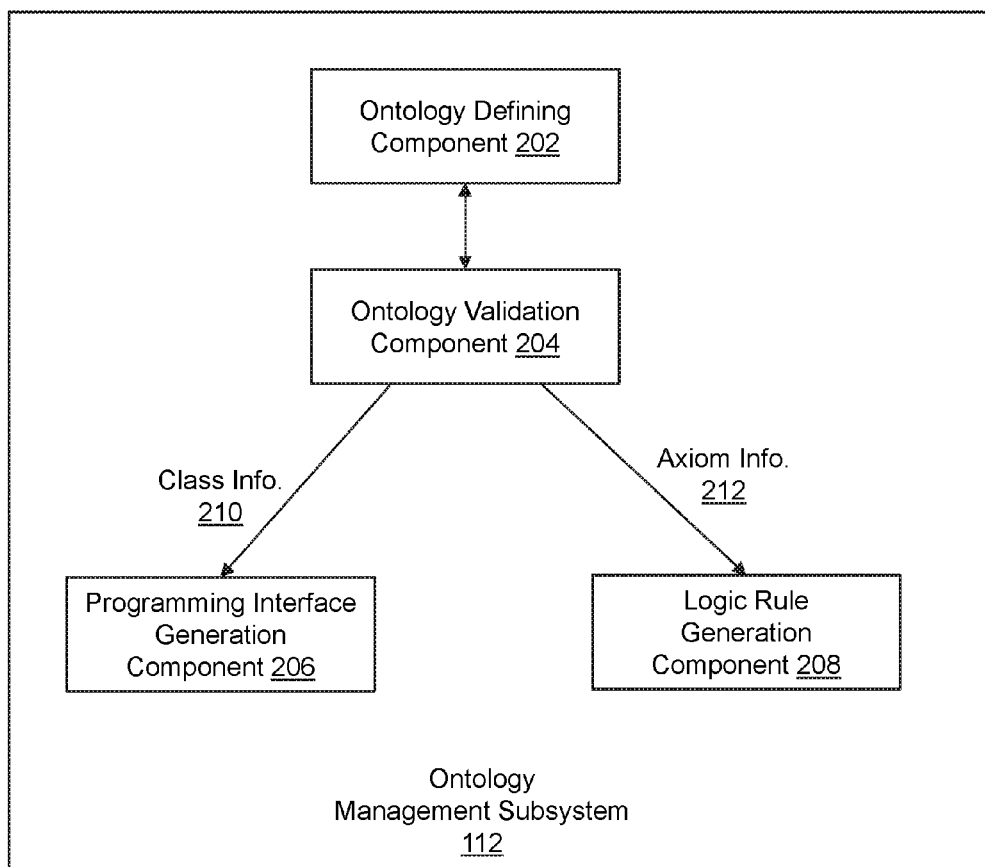 Ontology Defining
Component 202
Ontology Validation
Component 204
Class Info.
210
Axiom Info.
212
Programming Interface
Generation
Component 206
Logic Rule
Generation
Component 208
Ontology
Management Subsystem
112